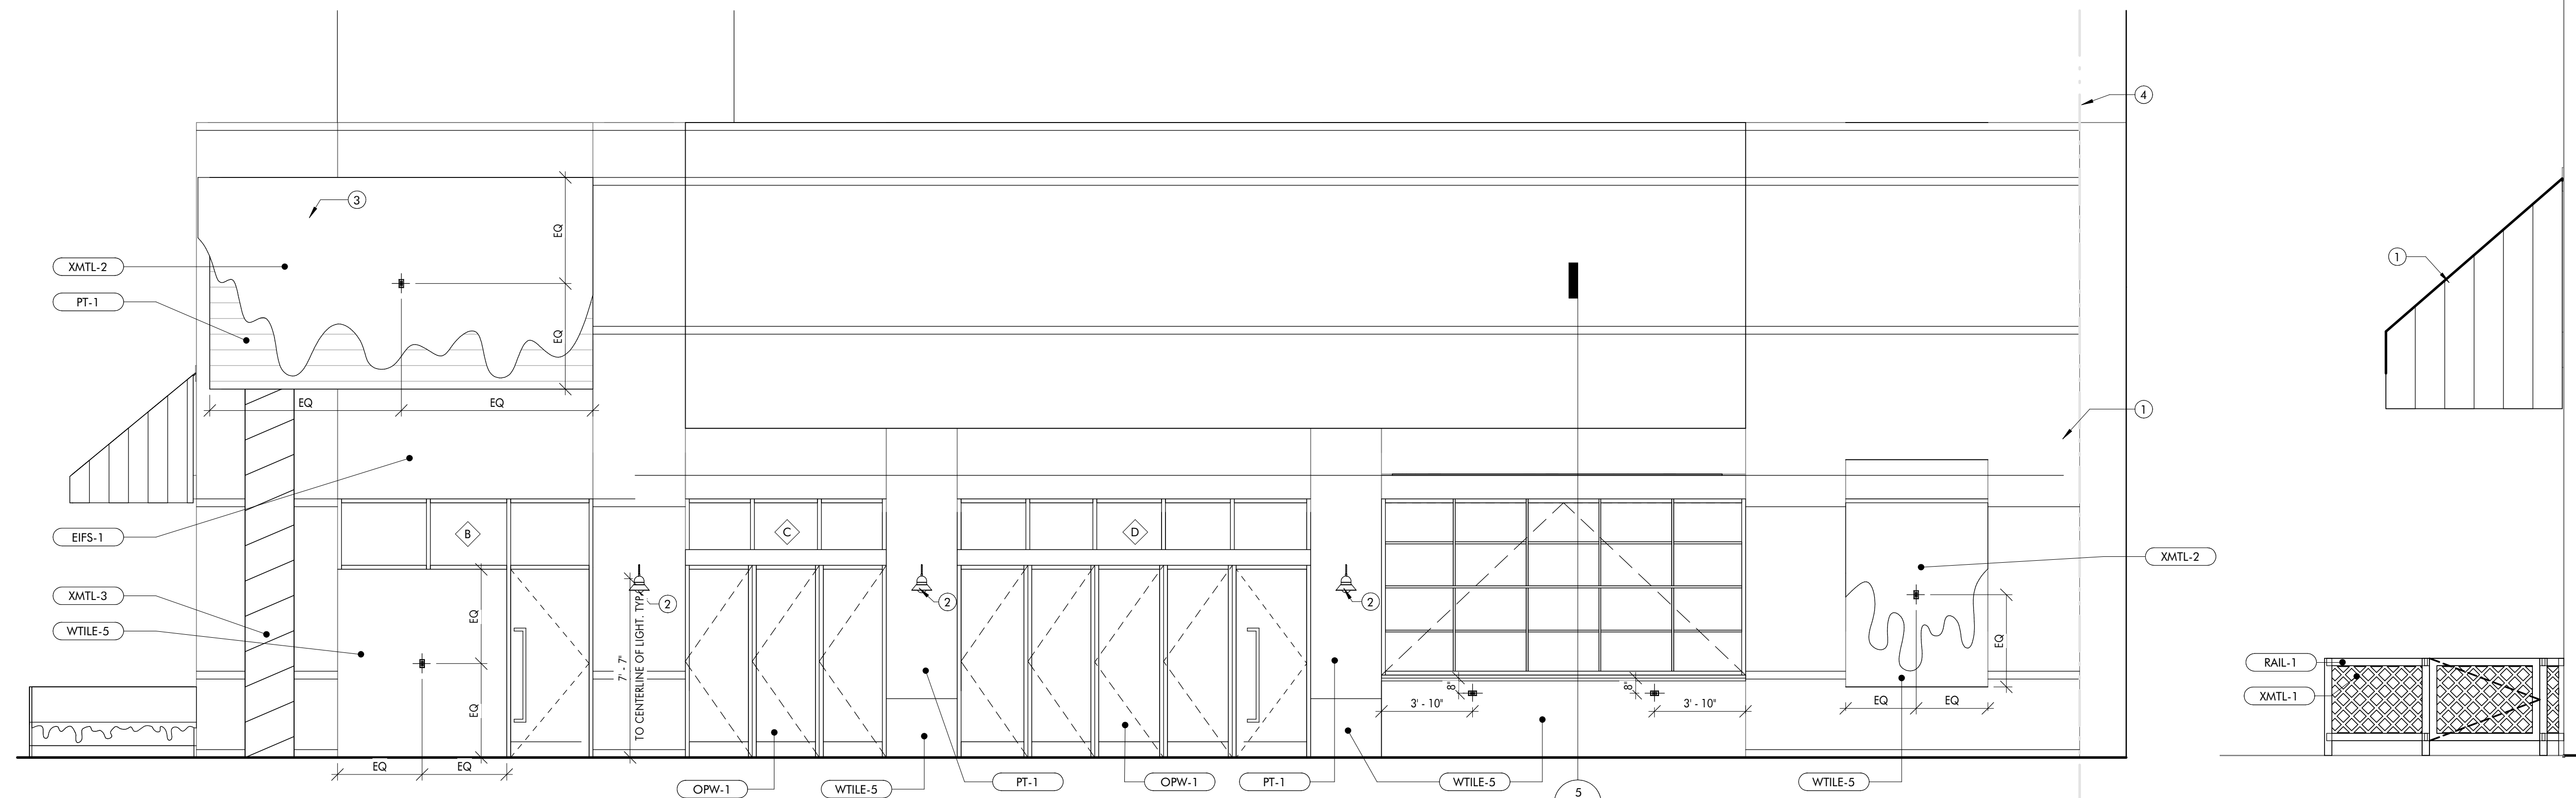 4
3
EQ
XMTL-2
1
PT-1
EQ
EQ
EQ
1
EIFS-1
B
C
D
XMTL-2
XMTL-3
2
2
2
EQ
WTILE-5
7' - 7"
TO CENTERLINE OF LIGHT. TYP.
EQ
RAIL-1
8"
8"
XMTL-1
3' - 10"
3' - 10"
EQ
EQ
EQ
EQ
EQ
OPW-1
WTILE-5
PT-1
OPW-1
PT-1
WTILE-5
5
WTILE-5